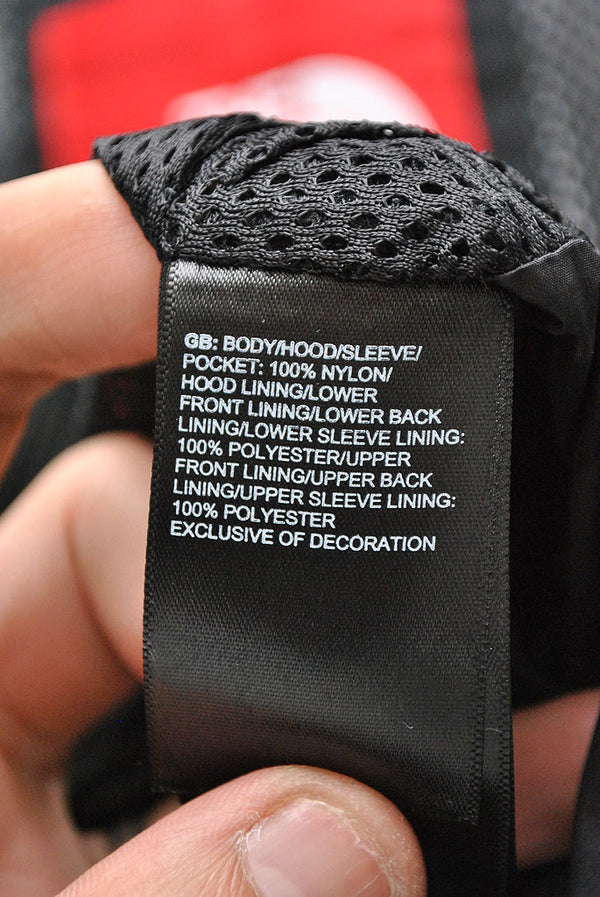 GB: BODY/HOOD/SLEEVE/
POCKET: 100% NYLON/
HOOD LINING/LOWER
FRONT LINING/LOWER BACK
LINING/LOWER SLEEVE LINING:
100% POLYESTER/UPPER
FRONT LINING/UPPER BACK
LINING/UPPER SLEEVE LINING:
100% POLYESTER
EXCLUSIVE OF DECORATION